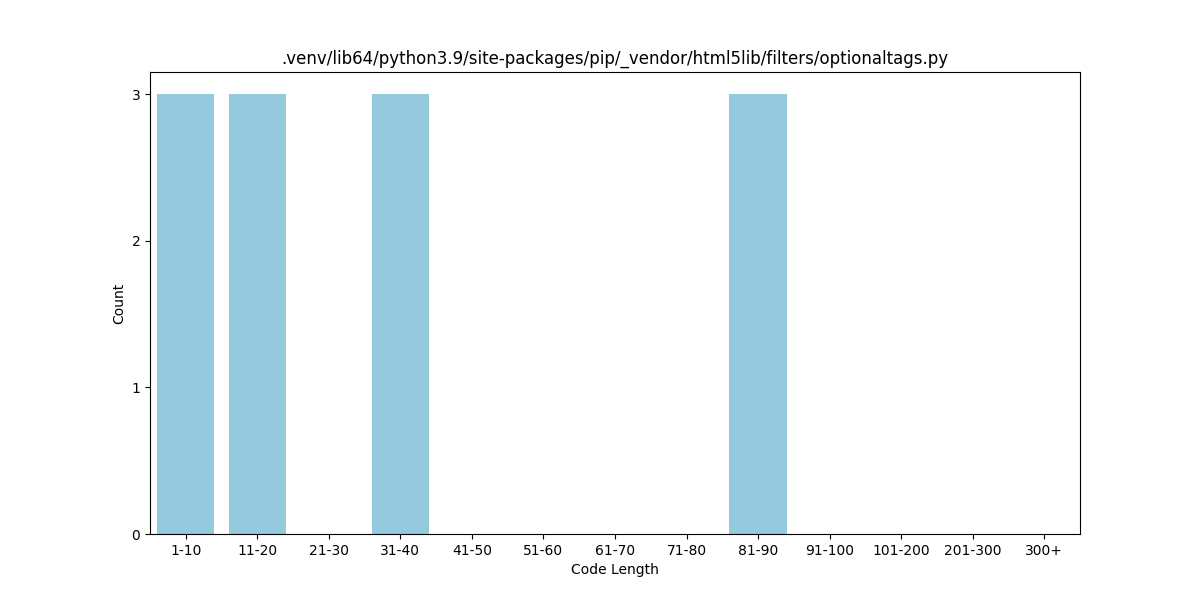 .venv/lib64/python3.9/site-packages/pip/_vendor/html5lib/filters/optionaltags.py
3
2
1
0
Count
1-10 11-20 21-30 31-40 41-50 51-60 61-70 71-80 81-90 91-100 101-200 201-300 300+
Code Length